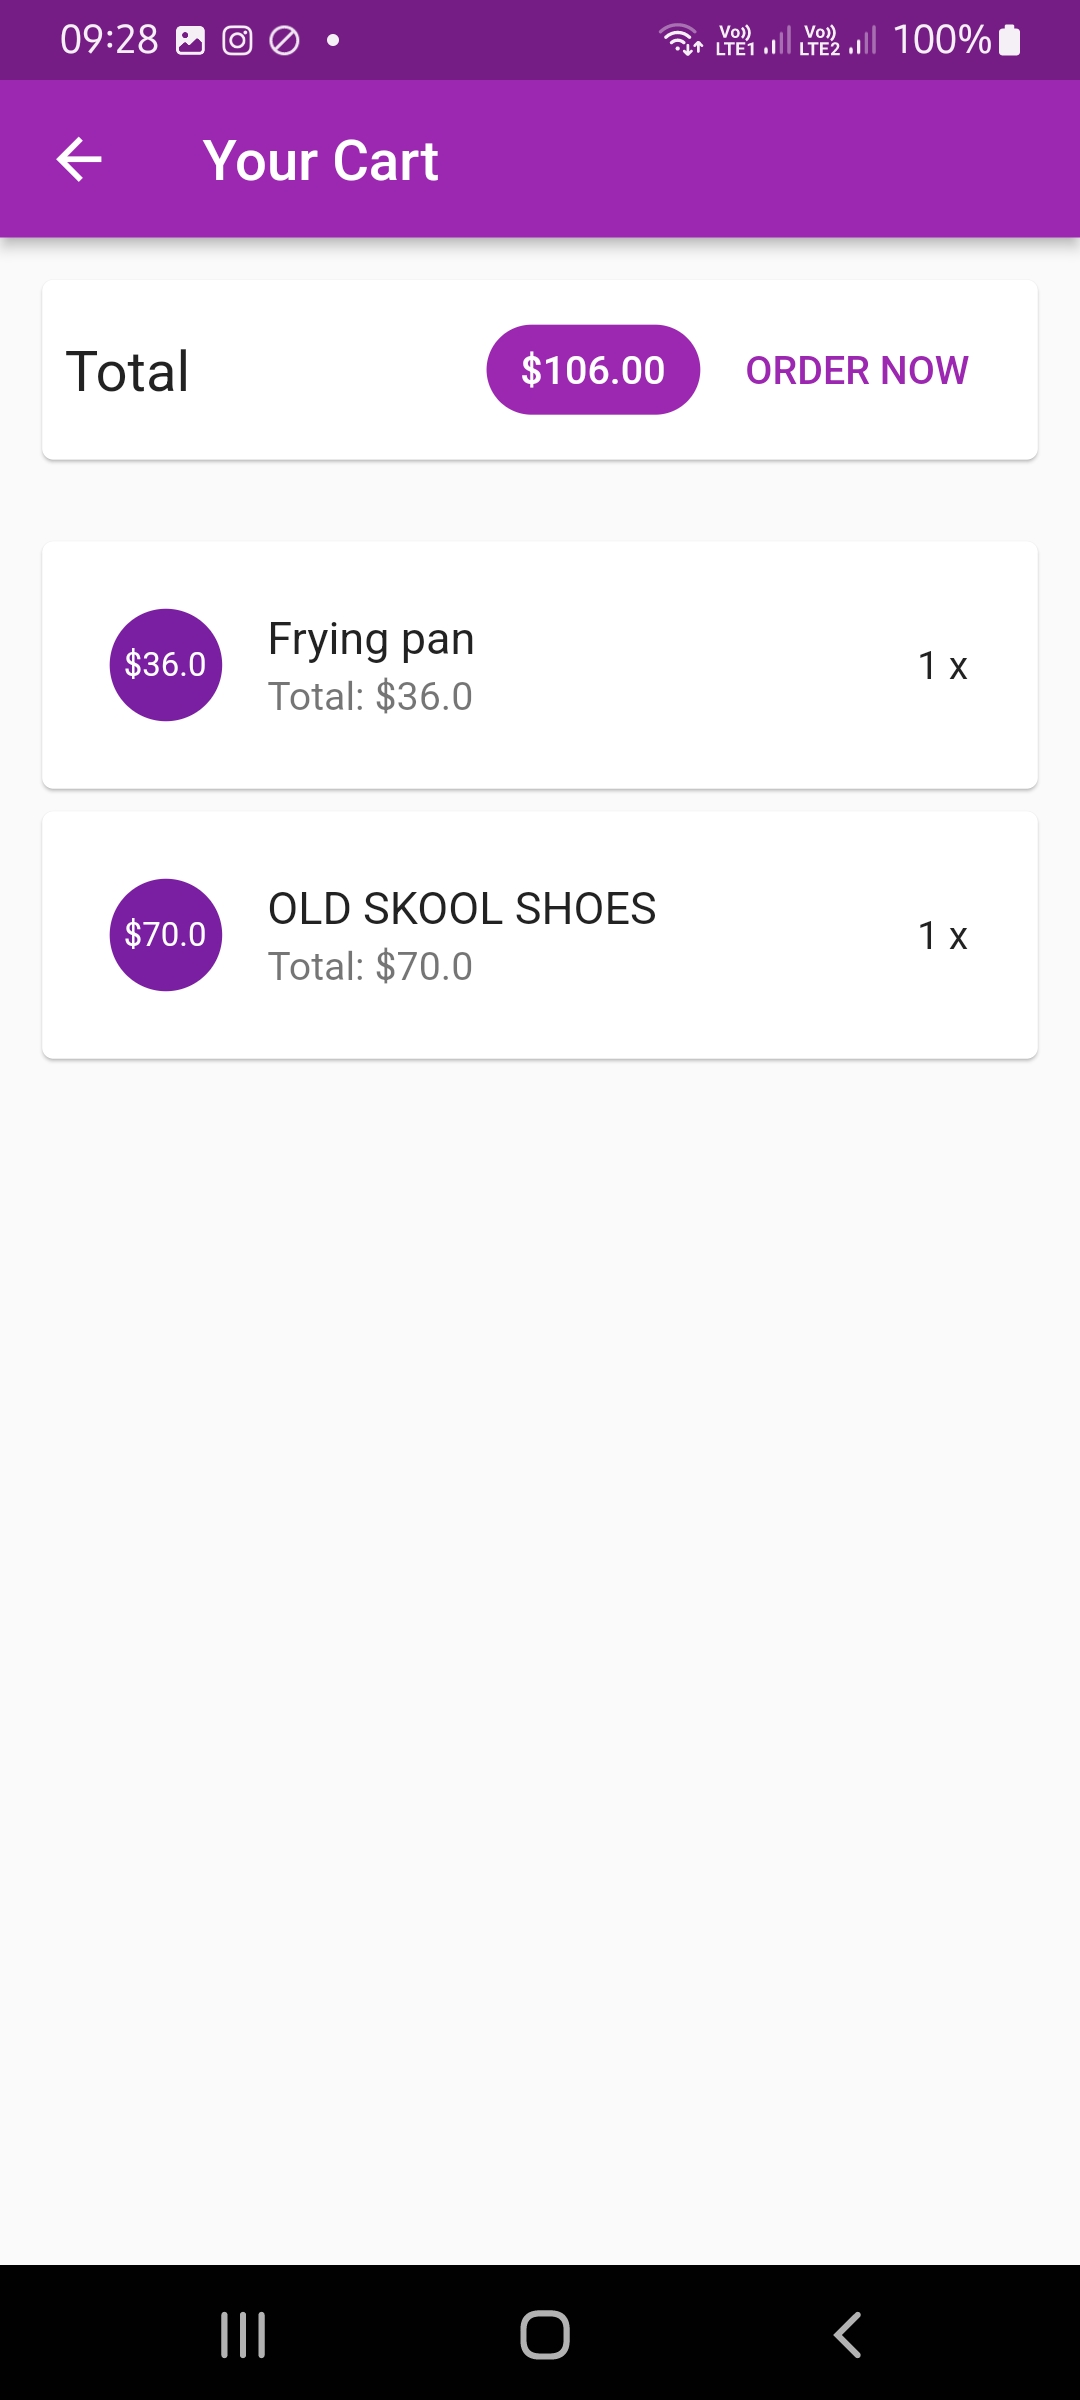 09:28 Vo)) LTE1 Vo)) LTE2 100%
Your Cart
Total $106.00 ORDER NOW
$36.0 Frying pan 1 x
Total: $36.0
$70.0 OLD SKOOL SHOES 1 x
Total: $70.0